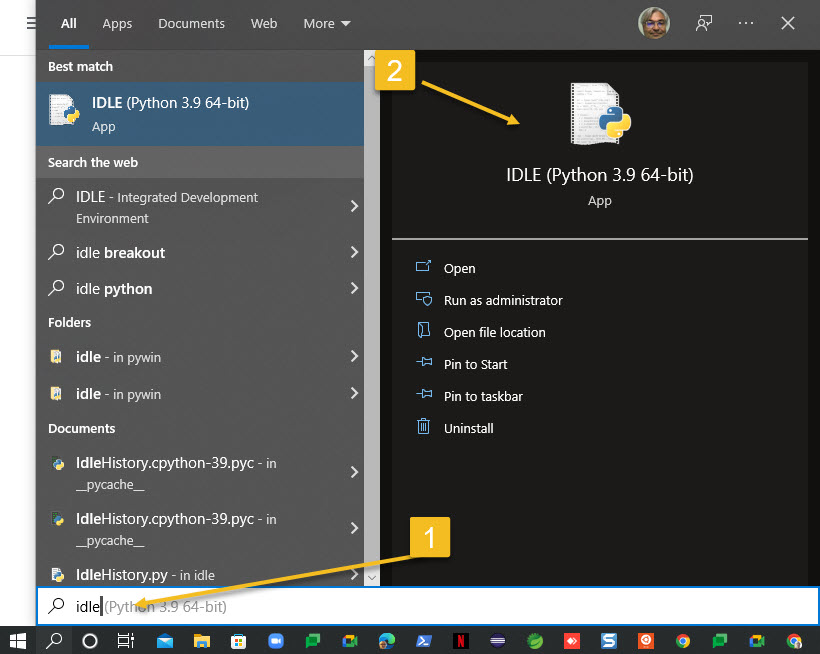 All Apps Documents Web More
Best match
IDLE (Python 3.9 64-bit)
App
Search the web
IDLE - Integrated Development
Environment
idle breakout
idle python
Folders
idle - in pywin
idle - in pywin
Documents
IdleHistory.cpython-39.pyc - in
__pycache__
IdleHistory.cpython-39.pyc - in
__pycache__
IdleHistory.py - in idle
idle (Python 3.9 64-bit)
2
IDLE (Python 3.9 64-bit)
App
Open
Run as administrator
Open file location
Pin to Start
Pin to taskbar
Uninstall
1